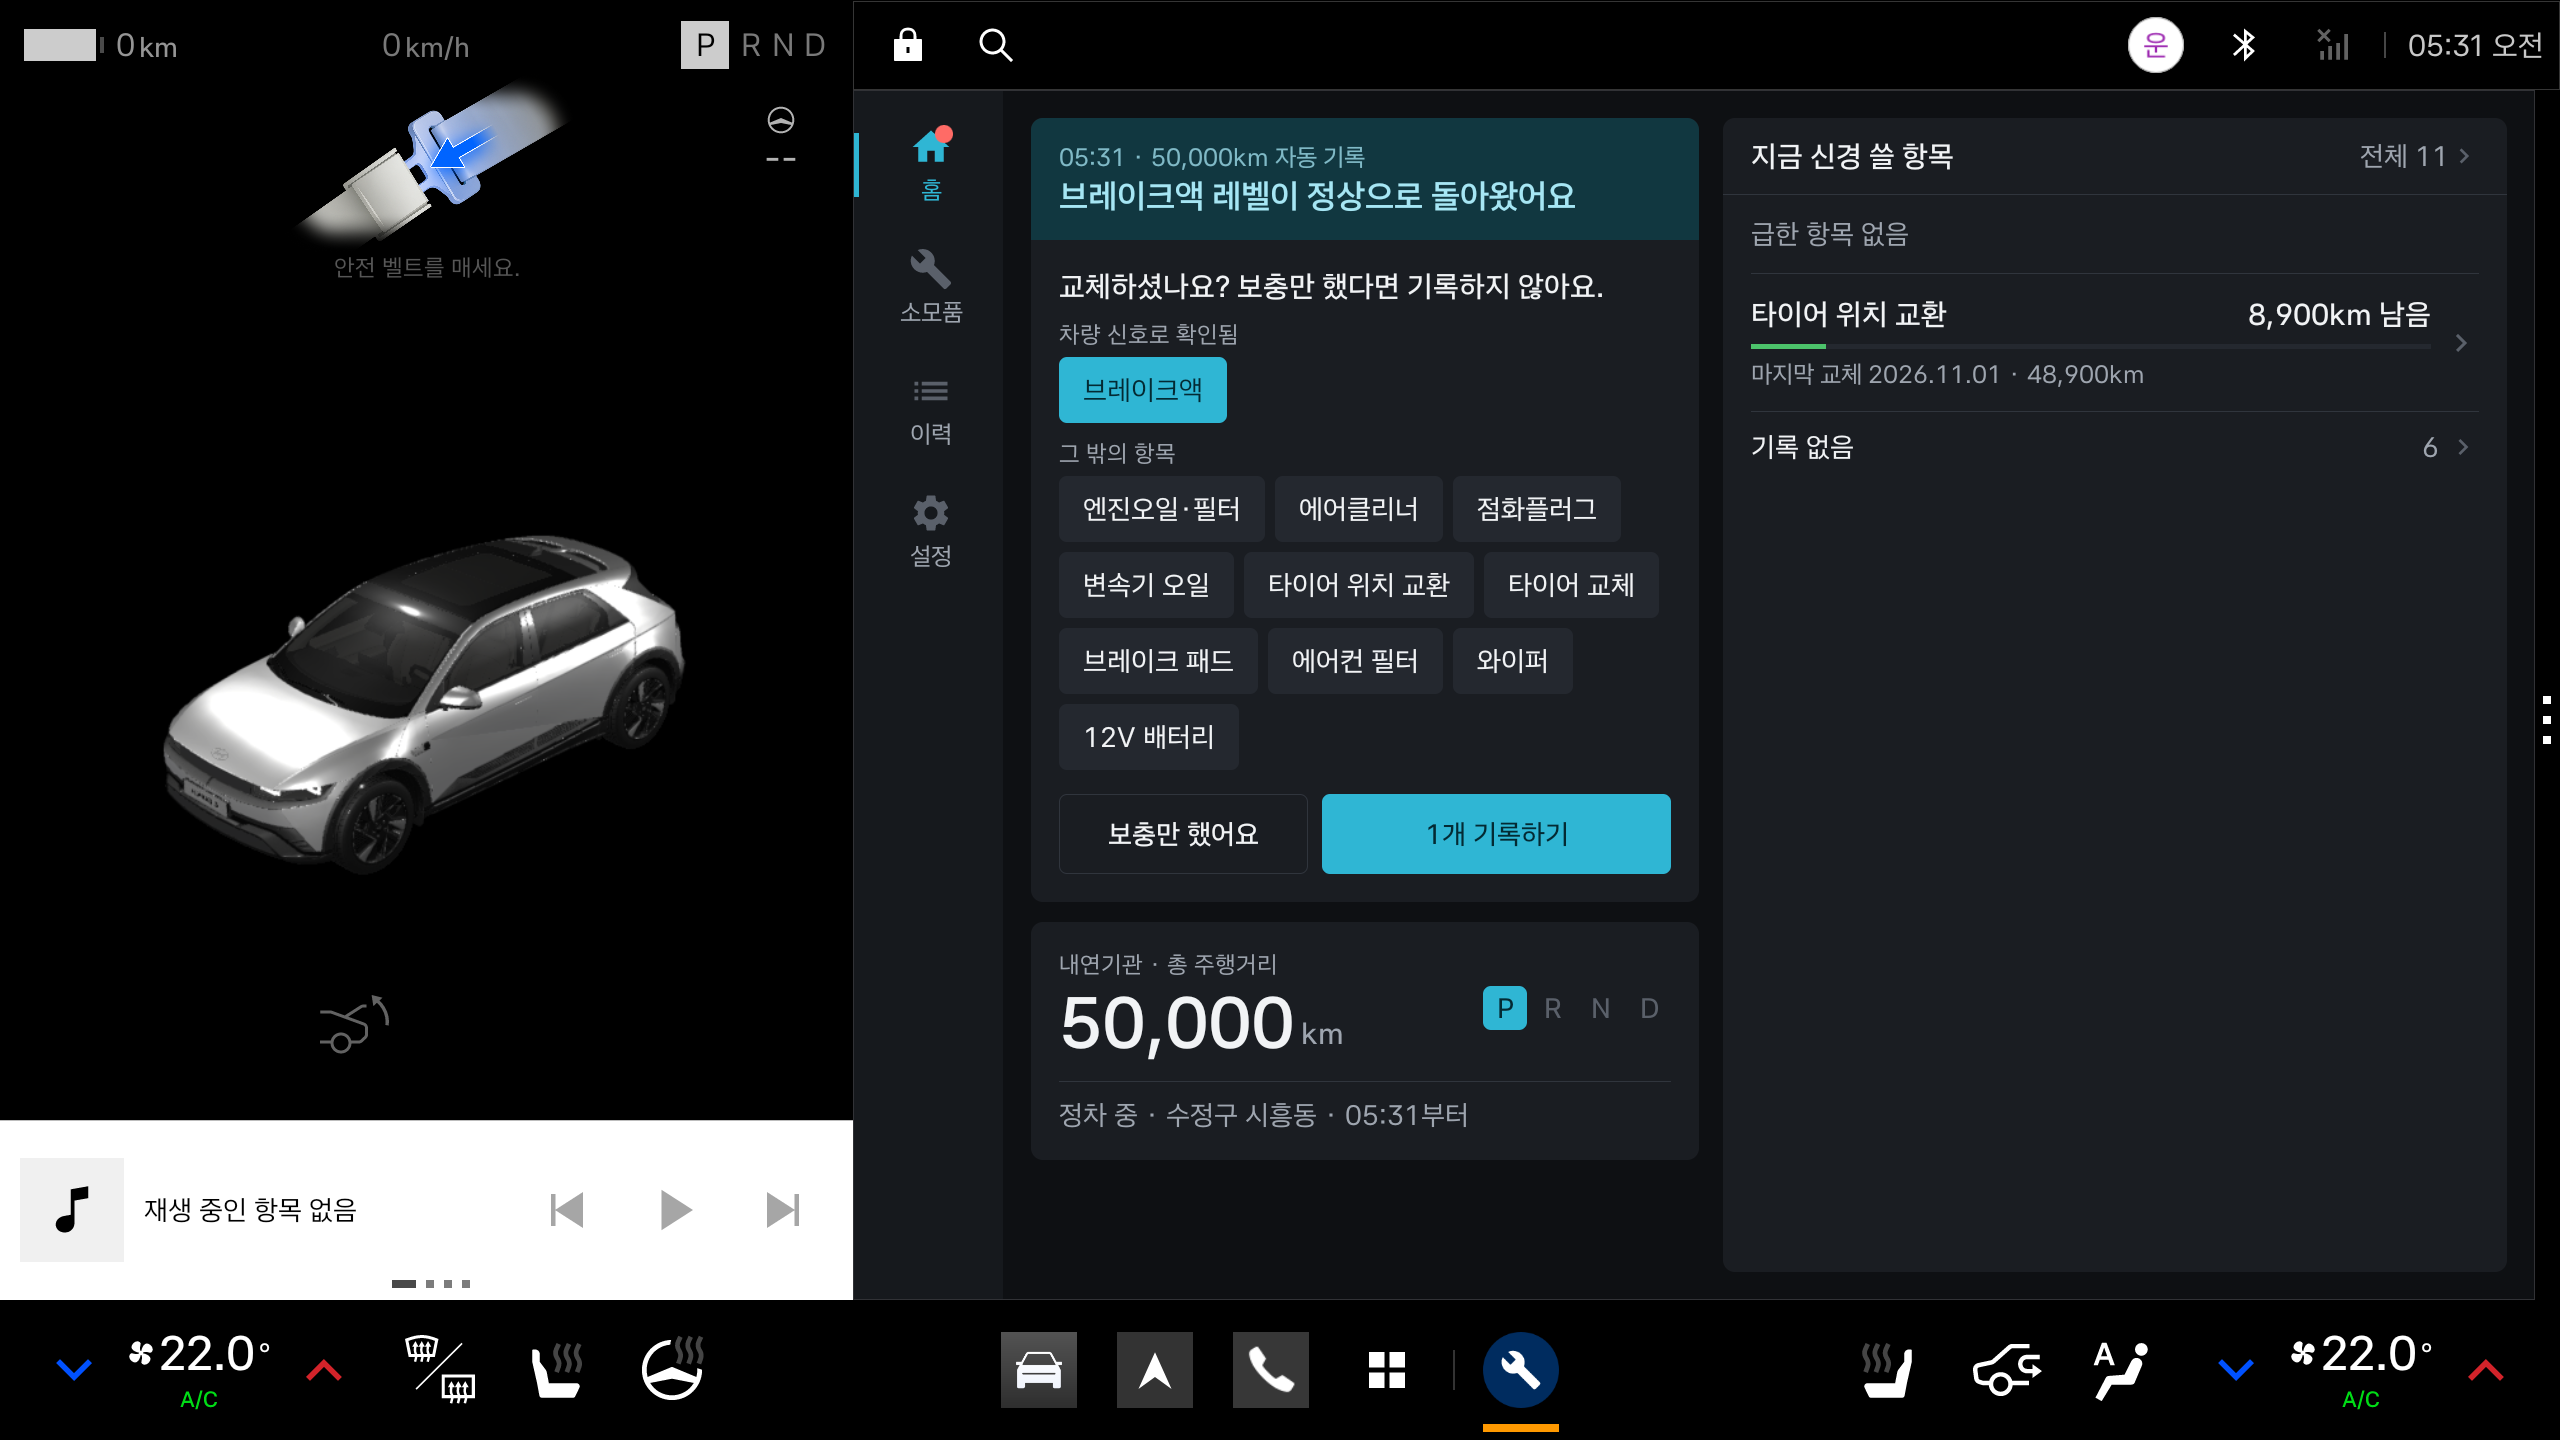 0 km
0 km/h
P R N D
--
안전 벨트를 매세요.
재생 중인 항목 없음
운
05:31 오전
홈
소모품
이력
설정
05:31 · 50,000km 자동 기록
브레이크액 레벨이 정상으로 돌아왔어요
교체하셨나요? 보충만 했다면 기록하지 않아요.
차량 신호로 확인됨
브레이크액
그 밖의 항목
엔진오일·필터 에어클리너 점화플러그
변속기 오일 타이어 위치 교환 타이어 교체
브레이크 패드 에어컨 필터 와이퍼
12V 배터리
보충만 했어요 1개 기록하기
내연기관 · 총 주행거리
50,000 km
P R N D
정차 중 · 수정구 시흥동 · 05:31부터
지금 신경 쓸 항목 전체 11
급한 항목 없음
타이어 위치 교환 8,900km 남음
마지막 교체 2026.11.01 · 48,900km
기록 없음 6
22.0°
A/C
A
22.0°
A/C